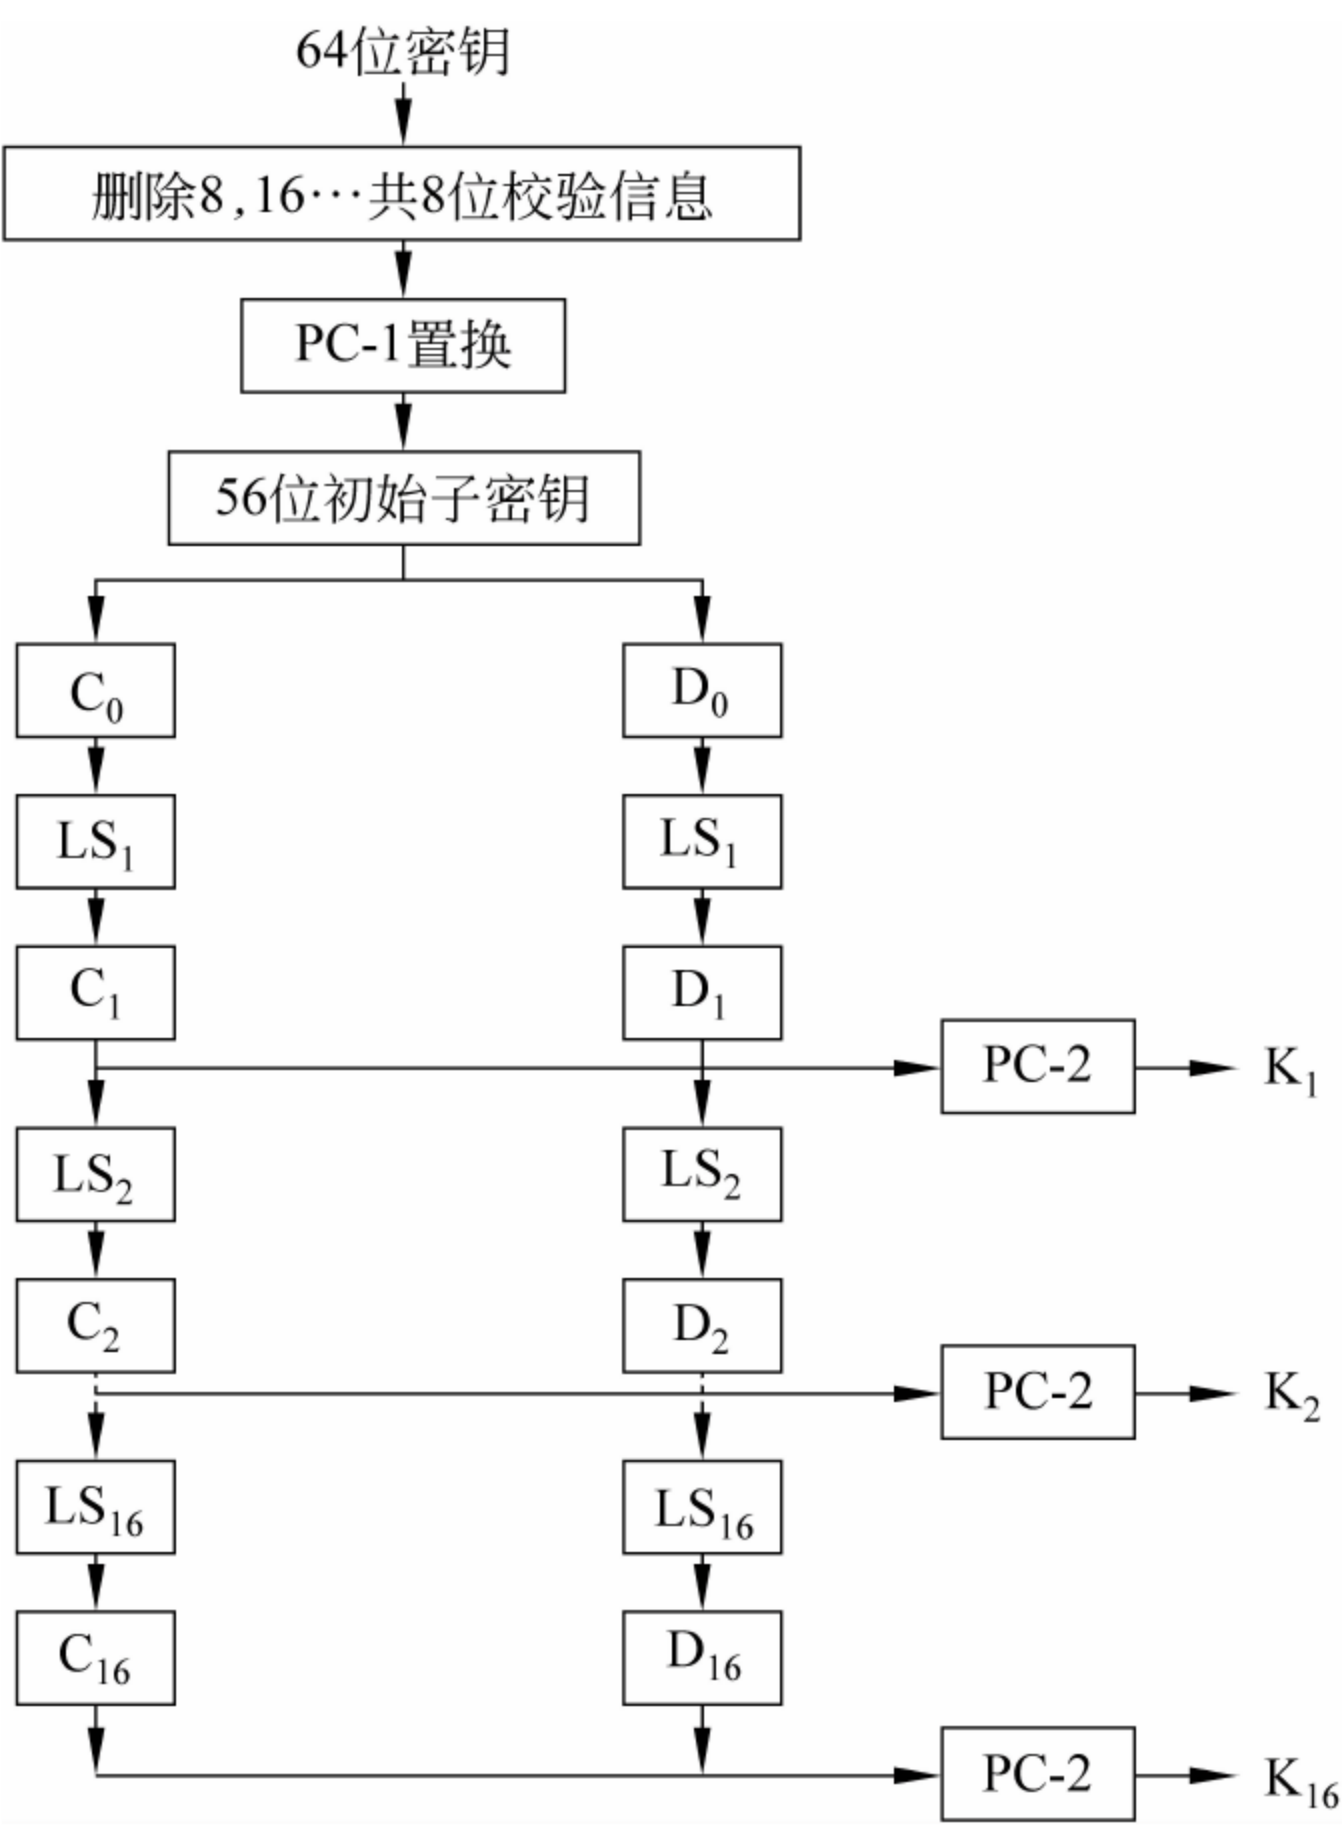 64位密钥
删除8,16…共8位校验信息
PC-1置换
56位初始子密钥
C₀
D₀
LS₁
LS₁
C₁
D₁
PC-2
K₁
LS₂
LS₂
C₂
D₂
PC-2
K₂
LS₁₆
LS₁₆
C₁₆
D₁₆
PC-2
K₁₆